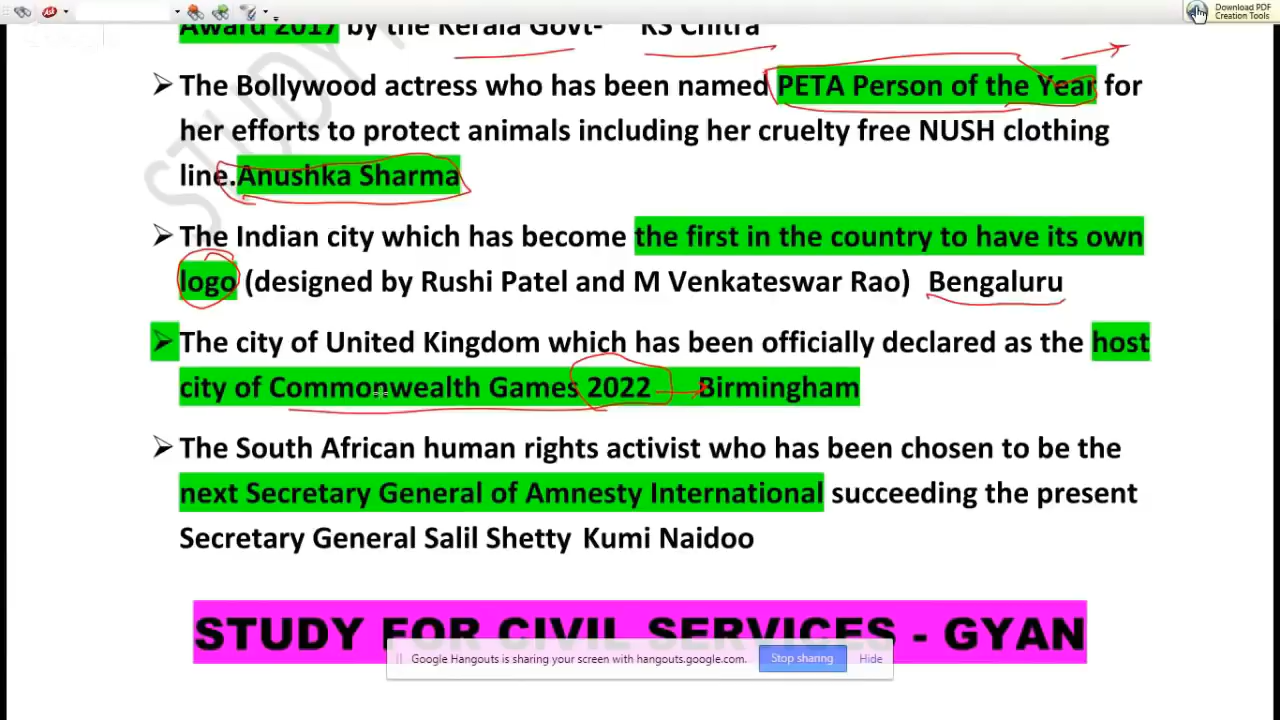 Download PDF
Creation Tools
Award 2017 by the Kerala Govt- KS Chitra
➢ The Bollywood actress who has been named PETA Person of the Year for
her efforts to protect animals including her cruelty free NUSH clothing
line.Anushka Sharma
➢ The Indian city which has become the first in the country to have its own
logo (designed by Rushi Patel and M Venkateswar Rao) Bengaluru
➢ The city of United Kingdom which has been officially declared as the host
city of Commonwealth Games 2022 Birmingham
➢ The South African human rights activist who has been chosen to be the
next Secretary General of Amnesty International succeeding the present
Secretary General Salil Shetty Kumi Naidoo
STUDY FOR CIVIL SERVICES - GYAN
Google Hangouts is sharing your screen with hangouts.google.com. Stop sharing Hide
STUDY